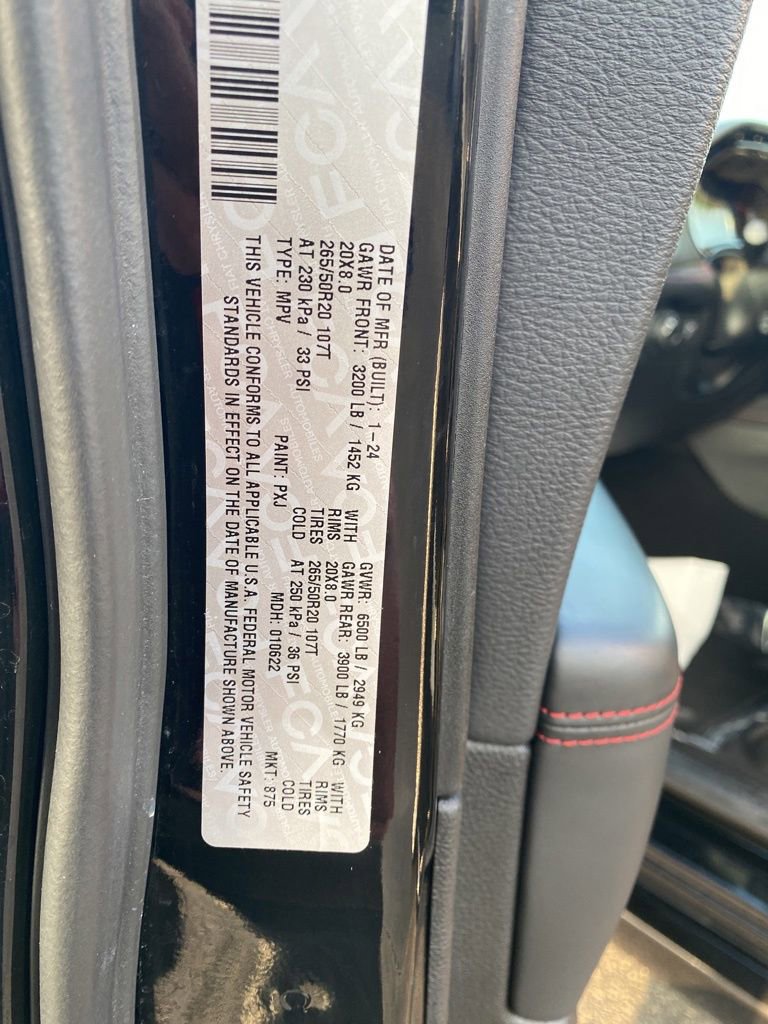 DATE OF MFR (BUILT): 1-24 GVWR: 6500 LB / 2949 KG
GAWR FRONT: 3200 LB / 1452 KG WITH GAWR REAR: 3900 LB / 1770 KG WITH
20X8.0 RIMS 20X8.0 RIMS
265/50R20 107T TIRES 265/50R20 107T TIRES
AT 230 kPa / 33 PSI COLD AT 250 kPa / 36 PSI COLD
TYPE: MPV PAINT: PXJ MDH: 010622 MKT: 875
THIS VEHICLE CONFORMS TO ALL APPLICABLE U.S.A. FEDERAL MOTOR VEHICLE SAFETY
STANDARDS IN EFFECT ON THE DATE OF MANUFACTURE SHOWN ABOVE